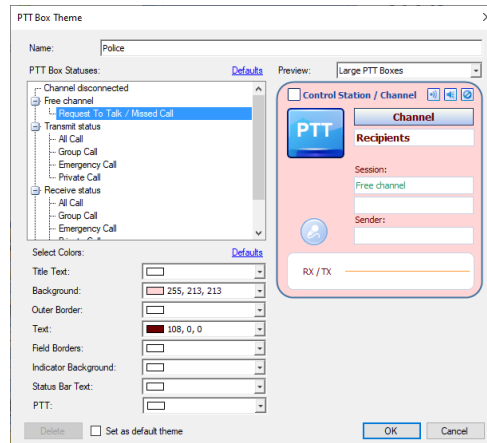 PTT Box Theme
Name: Police
PTT Box Statuses: Defaults Preview: Large PTT Boxes
Channel disconnected
Free channel
Request To Talk / Missed Call
Transmit status
All Call
Group Call
Emergency Call
Private Call
Receive status
All Call
Group Call
Emergency Call
Private Call
Control Station / Channel
PTT
Channel
Recipients
Session:
Free channel
Sender:
RX / TX
Select Colors: Defaults
Title Text:
Background: 255, 213, 213
Outer Border:
Text: 108, 0, 0
Field Borders:
Indicator Background:
Status Bar Text:
PTT:
Delete Set as default theme OK Cancel